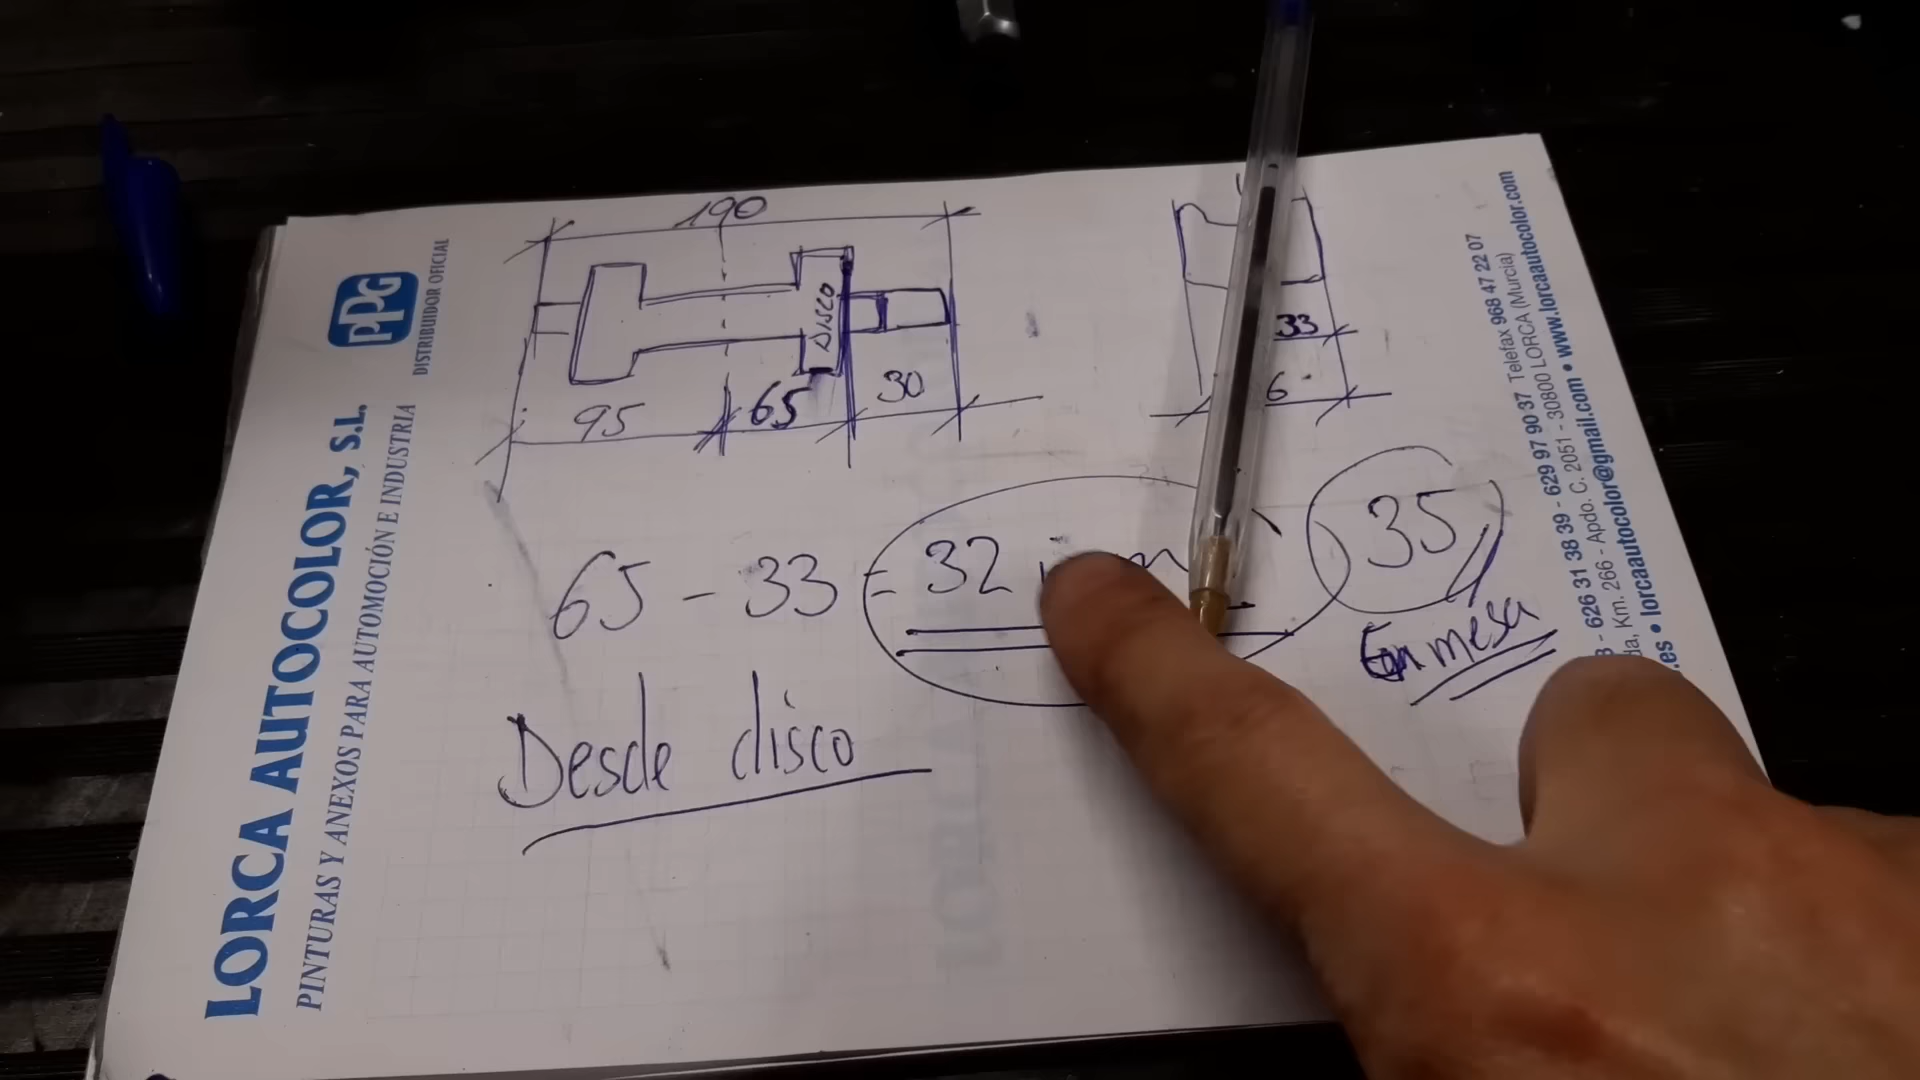 LORCA AUTOCOLOR, S.L.
PINTURAS Y ANEXOS PARA AUTOMOCIÓN E INDUSTRIA
PPG
DISTRIBUIDOR OFICIAL
190
DISCO
95 65 30
33
6
65 - 33 = 32
35
En mesa
Desde disco
37 Telefax 968 47 22 07
- 626 31 38 39 - 629 97 90 37
Km. 266 - Apdo. C. 2051 - 30800 LORCA (Murcia)
.es • lorcaautocolor@gmail.com • www.lorcaautocolor.com